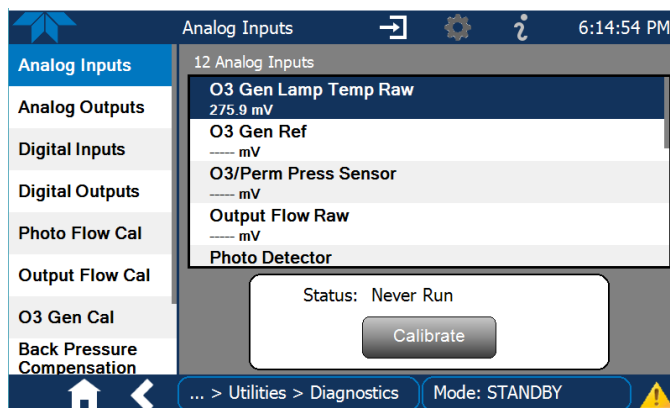 Analog Inputs
6:14:54 PM
Analog Inputs
Analog Outputs
Digital Inputs
Digital Outputs
Photo Flow Cal
Output Flow Cal
O3 Gen Cal
Back Pressure
Compensation
12 Analog Inputs
O3 Gen Lamp Temp Raw
275.9 mV
O3 Gen Ref
----- mV
O3/Perm Press Sensor
----- mV
Output Flow Raw
----- mV
Photo Detector
Status: Never Run
Calibrate
... > Utilities > Diagnostics
Mode: STANDBY